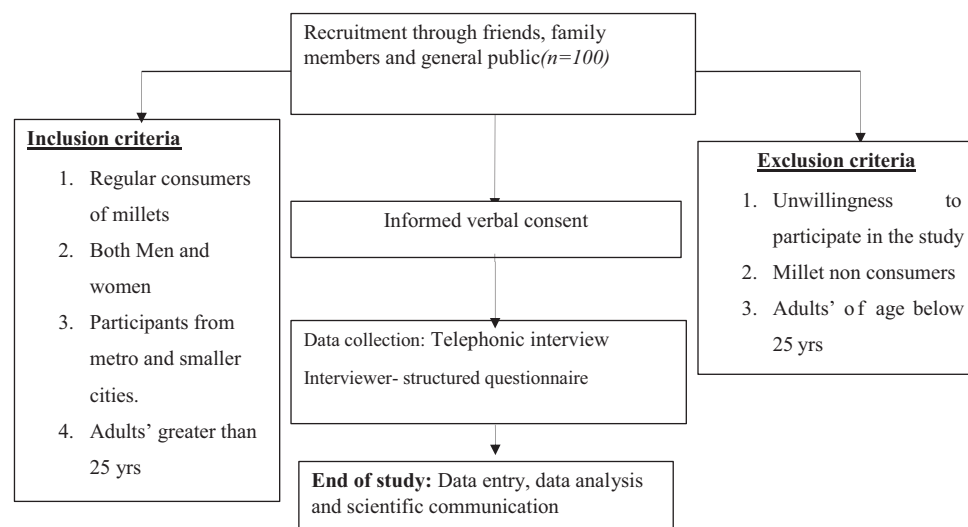 Recruitment through friends, family
members and general public(n=100)
Inclusion criteria
1. Regular consumers
of millets
2. Both Men and
women
3. Participants from
metro and smaller
cities.
4. Adults’ greater than
25 yrs
Informed verbal consent
Data collection: Telephonic interview
Interviewer- structured questionnaire
End of study: Data entry, data analysis
and scientific communication
Exclusion criteria
1. Unwillingness to
participate in the study
2. Millet non consumers
3. Adults’ of age below
25 yrs